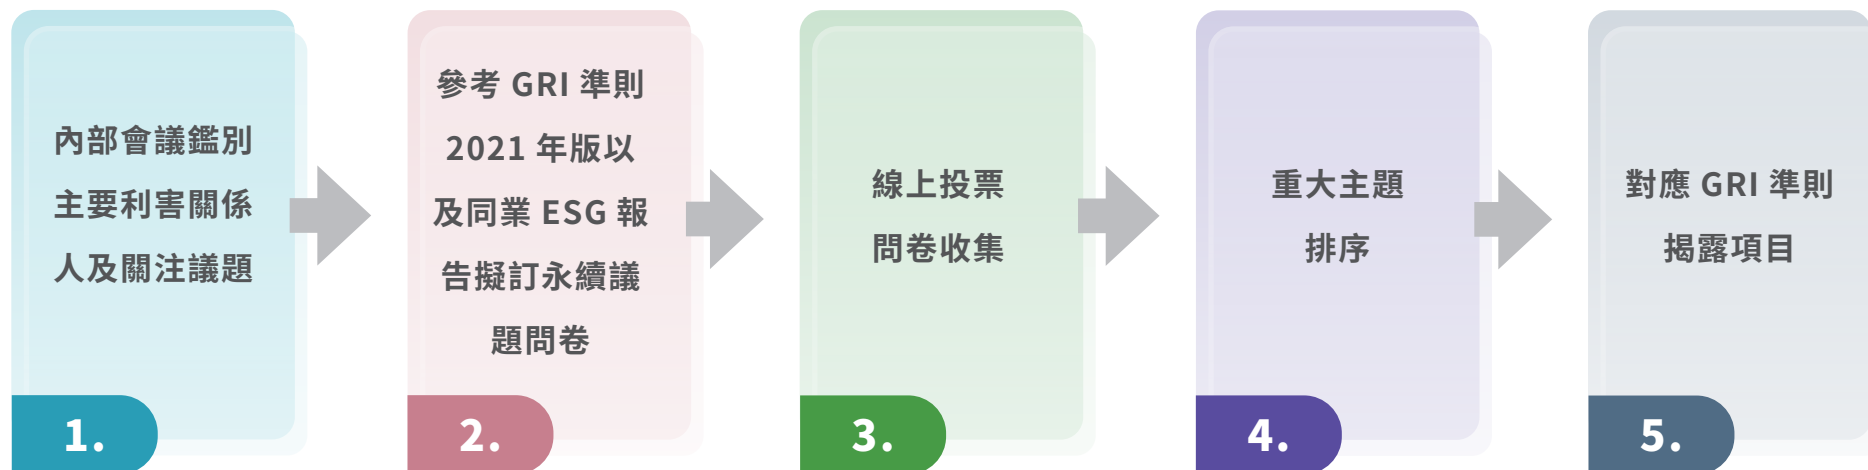 內部會議鑑別
主要利害關係
人及關注議題
1.
參考 GRI 準則
2021 年版以
及同業 ESG 報
告擬訂永續議
題問卷
2.
線上投票
問卷收集
3.
重大主題
排序
4.
對應 GRI 準則
揭露項目
5.